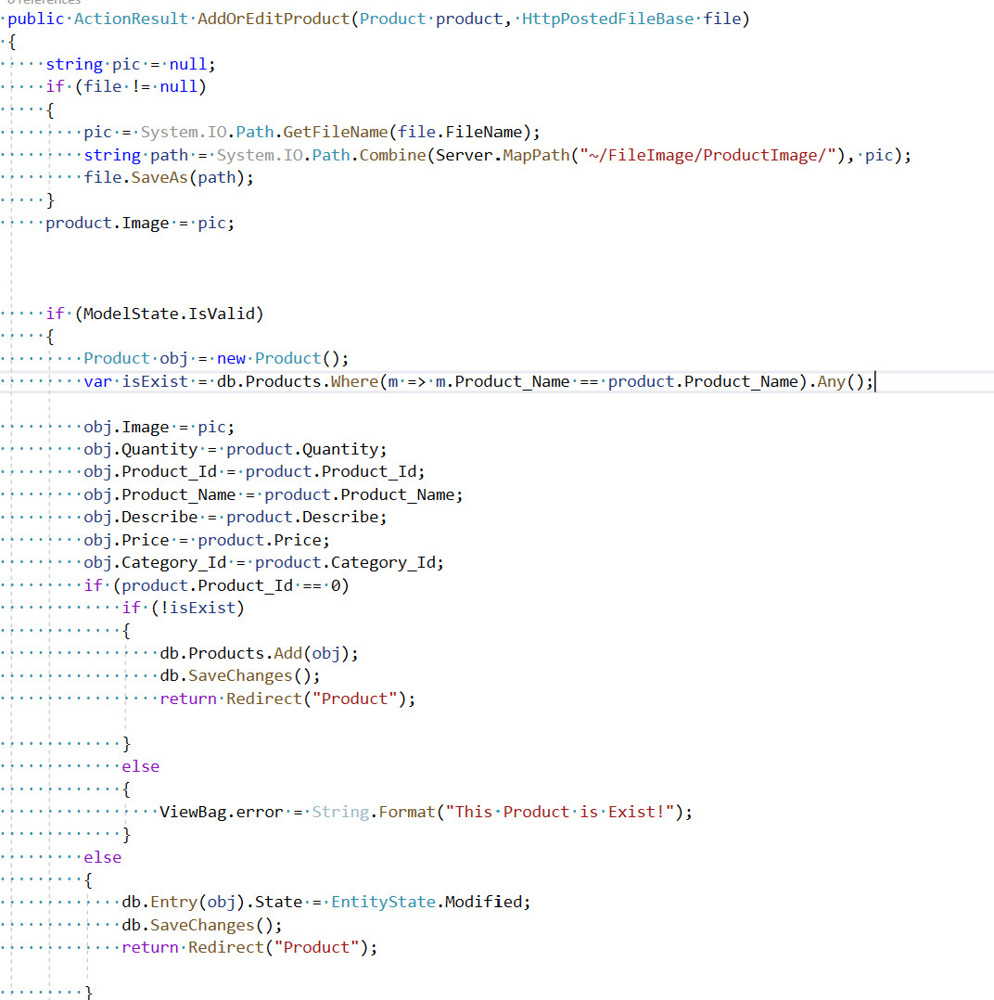 0 references
public ActionResult AddOrEditProduct(Product product, HttpPostedFileBase file)
{
string pic = null;
if (file != null)
{
pic = System.IO.Path.GetFileName(file.FileName);
string path = System.IO.Path.Combine(Server.MapPath("~/FileImage/ProductImage/"), pic);
file.SaveAs(path);
}
product.Image = pic;
if (ModelState.IsValid)
{
Product obj = new Product();
var isExist = db.Products.Where(m => m.Product_Name == product.Product_Name).Any();
obj.Image = pic;
obj.Quantity = product.Quantity;
obj.Product_Id = product.Product_Id;
obj.Product_Name = product.Product_Name;
obj.Describe = product.Describe;
obj.Price = product.Price;
obj.Category_Id = product.Category_Id;
if (product.Product_Id == 0)
if (!isExist)
{
db.Products.Add(obj);
db.SaveChanges();
return Redirect("Product");
}
else
{
ViewBag.error = String.Format("This Product is Exist!");
}
else
{
db.Entry(obj).State = EntityState.Modified;
db.SaveChanges();
return Redirect("Product");
}